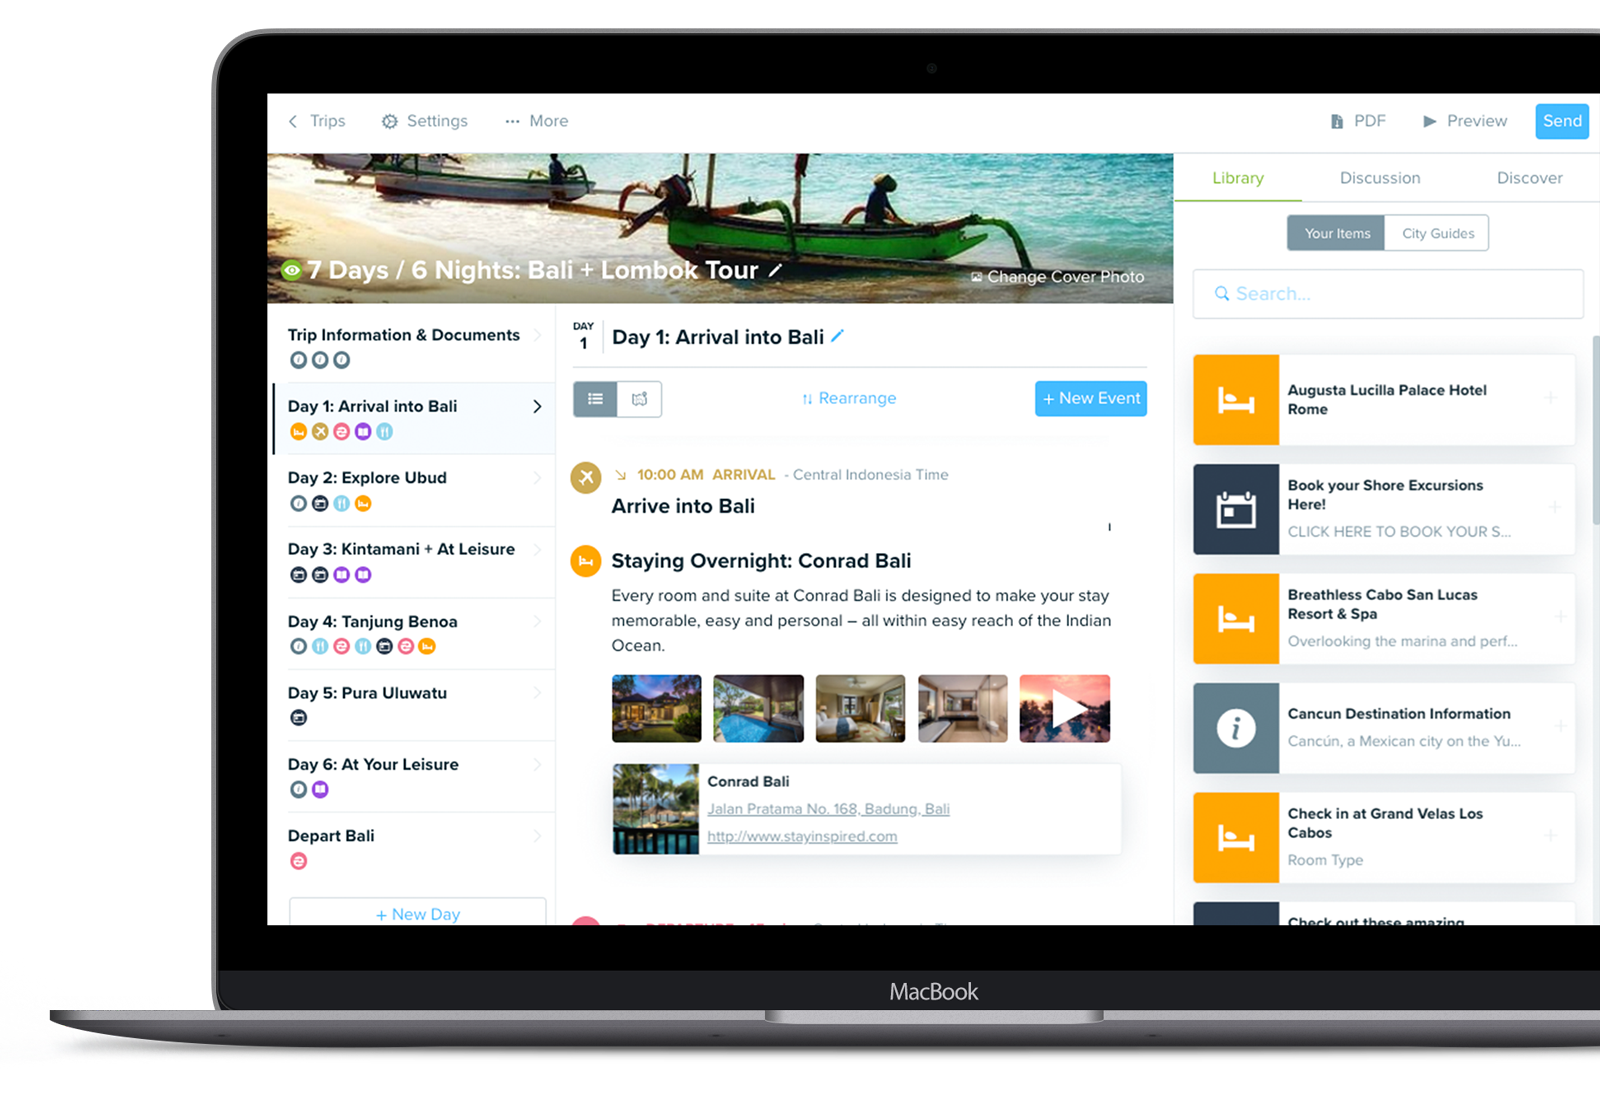 Trips
Settings
More
PDF
Preview
Send
7 Days / 6 Nights: Bali + Lombok Tour
Change Cover Photo
Library
Discussion
Discover
Your Items
City Guides
Search...
Trip Information & Documents
Day 1: Arrival into Bali
Day 2: Explore Ubud
Day 3: Kintamani + At Leisure
Day 4: Tanjung Benoa
Day 5: Pura Uluwatu
Day 6: At Your Leisure
Depart Bali
+ New Day
DAY
1
Day 1: Arrival into Bali
Rearrange
+ New Event
10:00 AM ARRIVAL - Central Indonesia Time
Arrive into Bali
Staying Overnight: Conrad Bali
Every room and suite at Conrad Bali is designed to make your stay
memorable, easy and personal – all within easy reach of the Indian
Ocean.
Conrad Bali
Jalan Pratama No. 168, Badung, Bali
http://www.stayinspired.com
Augusta Lucilla Palace Hotel
Rome
Book your Shore Excursions
Here!
CLICK HERE TO BOOK YOUR S...
Breathless Cabo San Lucas
Resort & Spa
Overlooking the marina and perf...
Cancun Destination Information
Cancún, a Mexican city on the Yu...
Check in at Grand Velas Los
Cabos
Room Type
Check out these amazing
MacBook